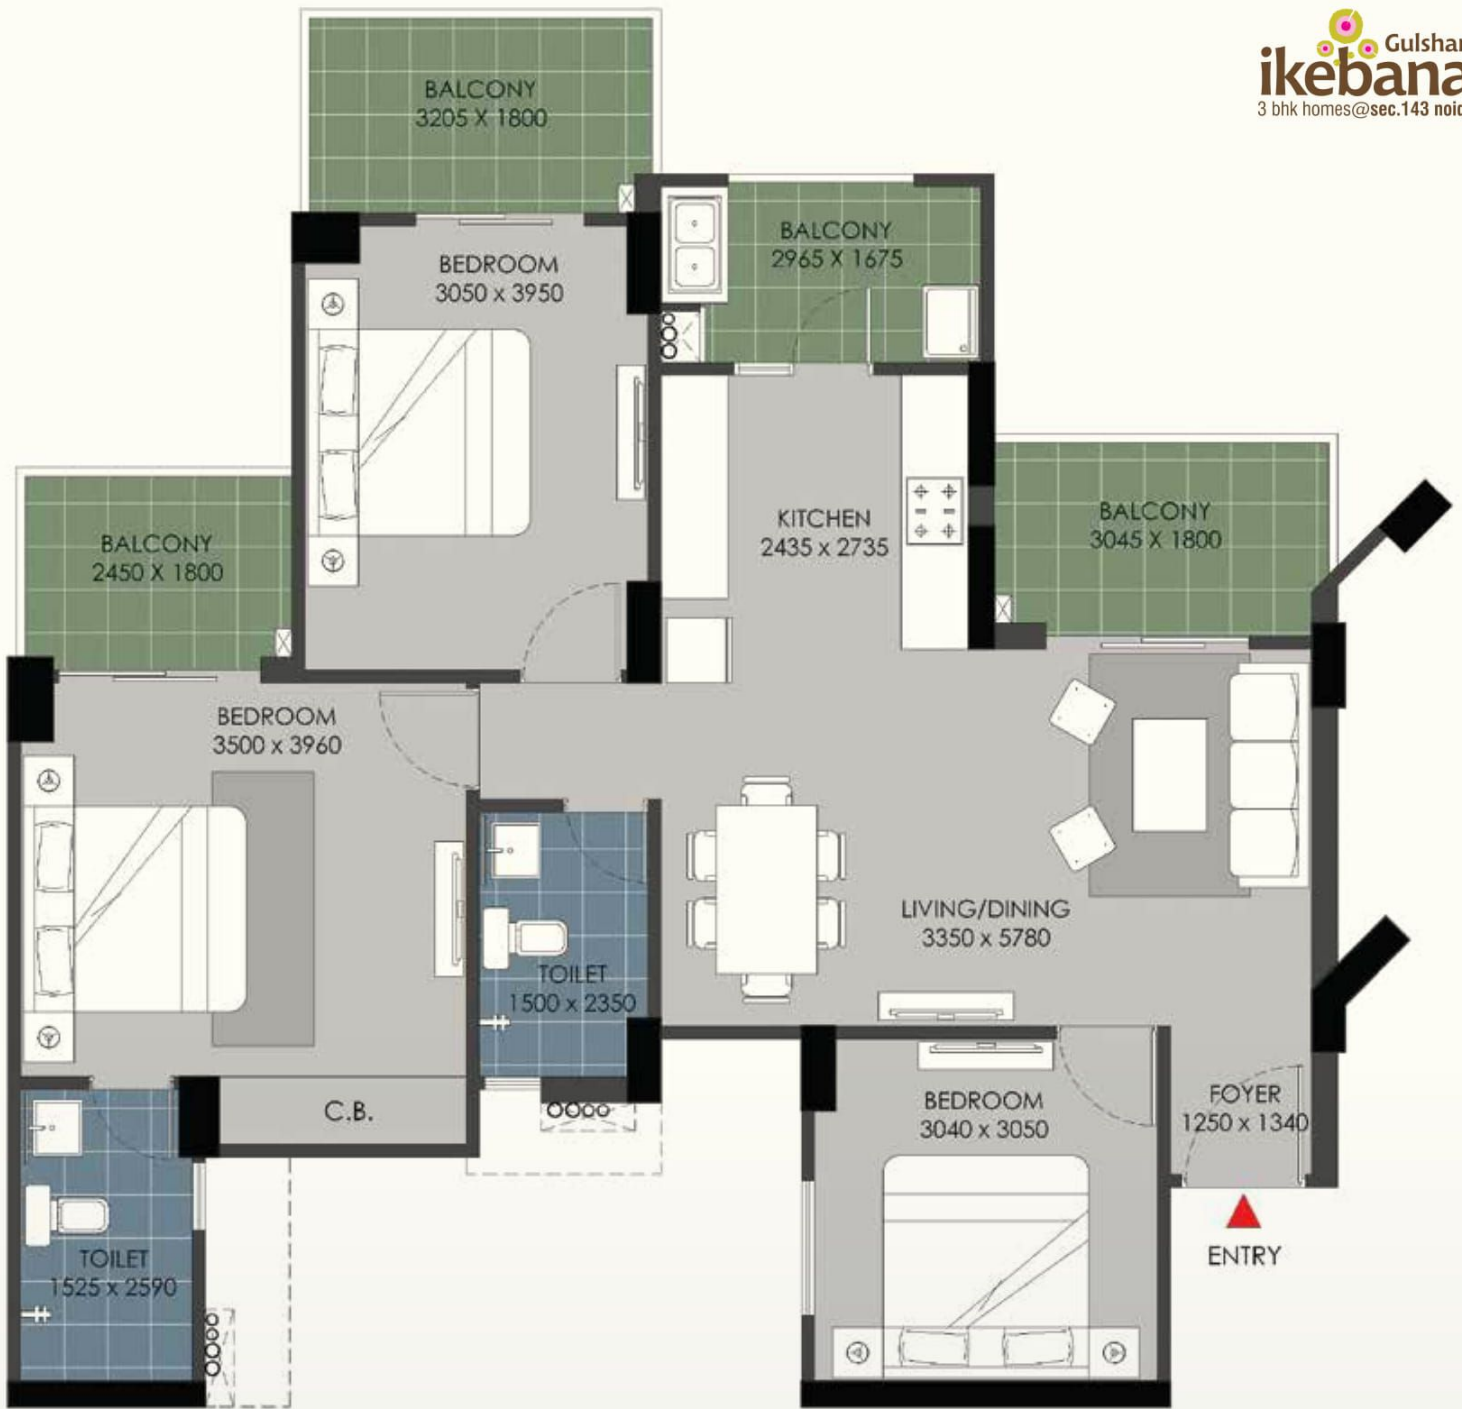 Gulshan
ikebana
3 bhk homes@sec.143 noid
BALCONY
3205 X 1800
BALCONY
2965 X 1675
BEDROOM
3050 x 3950
BALCONY
2450 X 1800
KITCHEN
2435 x 2735
BALCONY
3045 X 1800
BEDROOM
3500 x 3960
LIVING/DINING
3350 x 5780
TOILET
1500 x 2350
C.B.
BEDROOM
3040 x 3050
FOYER
1250 x 1340
TOILET
1525 x 2590
ENTRY